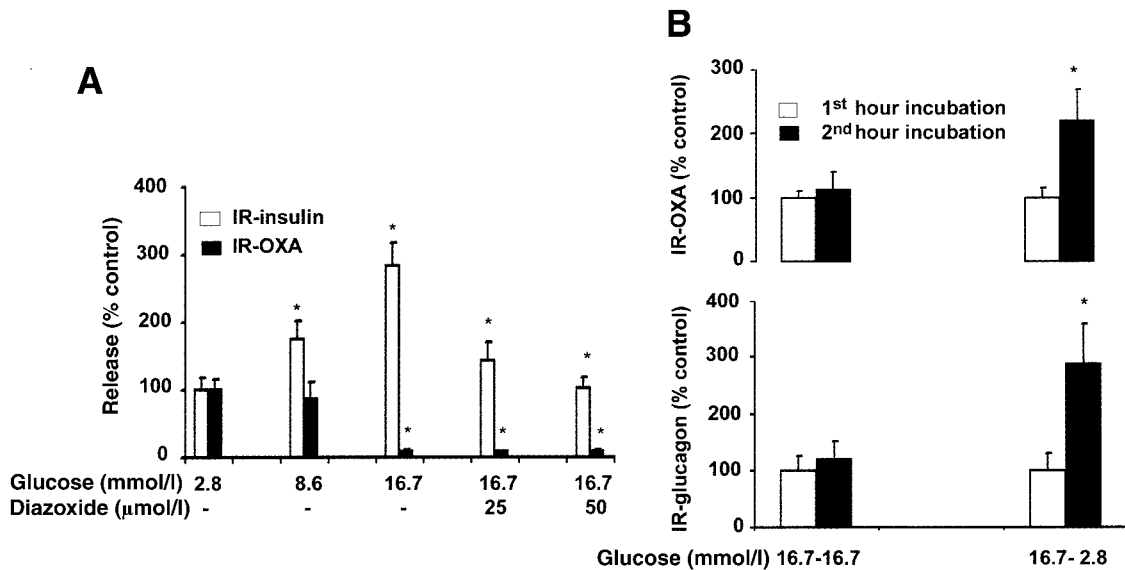 A
400
300
200
100
0
Release (% control)
IR-insulin
IR-OXA
*
*
*
*
*
*
*
Glucose (mmol/l) 2.8 8.6 16.7 16.7 16.7
Diazoxide (µmol/l) - - - 25 50
B
300
200
100
0
IR-OXA (% control)
1st hour incubation
2nd hour incubation
*
400
300
200
100
0
IR-glucagon (% control)
*
Glucose (mmol/l) 16.7-16.7 16.7- 2.8